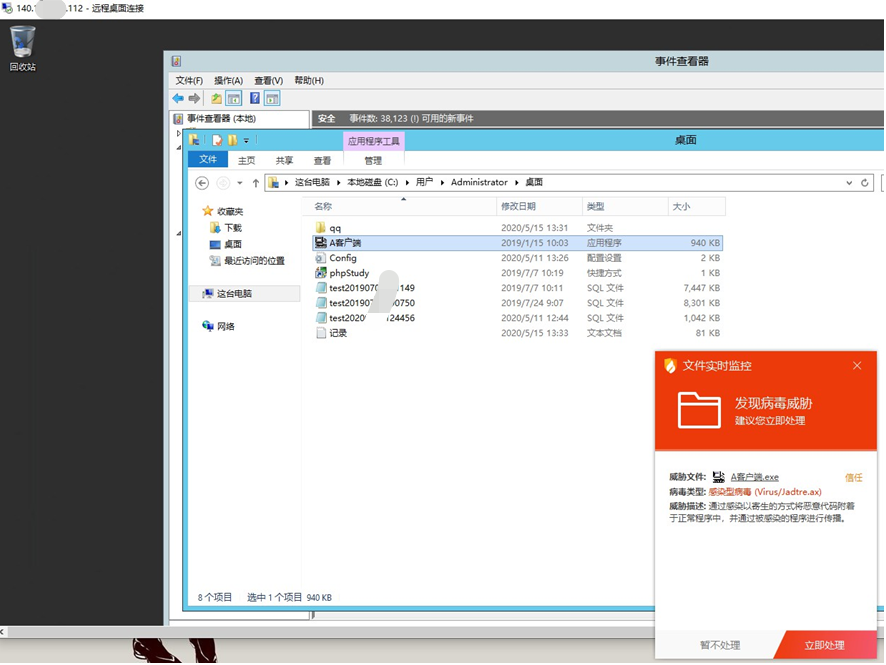 140.  .112 - 远程桌面连接
回收站
事件查看器
文件(F) 操作(A) 查看(V) 帮助(H)
事件查看器 (本地)
安全 事件数: 38,123 (!) 可用的新事件
应用程序工具
桌面
文件 主页 共享 查看 管理
这台电脑 本地磁盘 (C:) 用户 Administrator 桌面
收藏夹
下载
桌面
最近访问的位置
这台电脑
网络
名称 修改日期 类型 大小
qq 2020/5/15 13:31 文件夹
A客户端 2019/1/15 10:03 应用程序 940 KB
Config 2020/5/11 13:26 配置设置 2 KB
phpStudy 2019/7/7 10:19 快捷方式 1 KB
test201907 149 2019/7/7 10:11 SQL 文件 7,447 KB
test2019 0750 2019/7/24 9:07 SQL 文件 8,301 KB
test2020 124456 2020/5/11 12:44 SQL 文件 1,042 KB
记录 2020/5/15 13:33 文本文档 81 KB
8 个项目 选中 1 个项目 940 KB
文件实时监控
发现病毒威胁
建议您立即处理
威胁文件: A客户端.exe 信任
病毒类型: 感染型病毒 (Virus/Jadtre.ax)
威胁描述: 通过感染以寄生的方式将恶意代码附着
于正常程序中，并通过被感染的程序进行传播。
暂不处理 立即处理